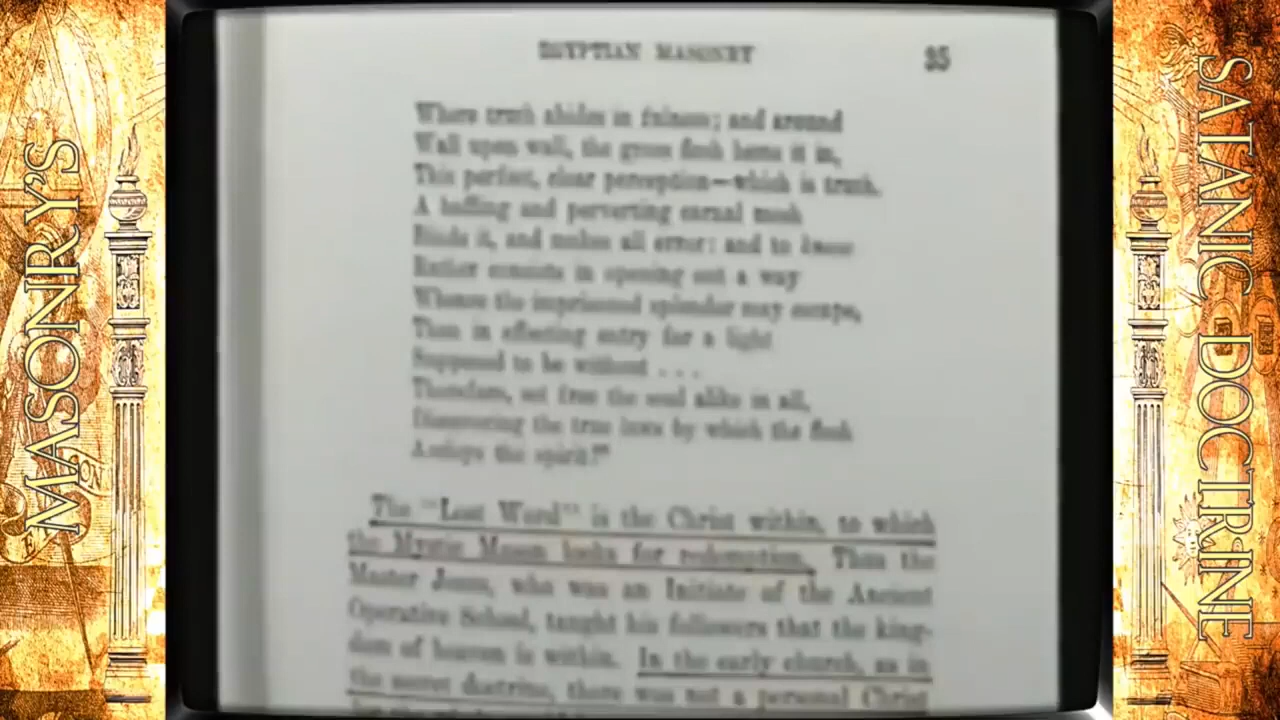 MASONRY'S
SATANIC DOCTRINE
EGYPTIAN MASONRY 35
Where truth abides in fulness; and around
Wall upon wall, the gross flesh hems it in,
This perfect, clear perception—which is truth.
A baffling and perverting carnal mesh
Binds it, and makes all error: and to know
Rather consists in opening out a way
Whence the imprisoned splendor may escape,
Than in effecting entry for a light
Supposed to be without . . .
Therefore, set free the soul alike in all,
Discovering the true laws by which the flesh
the spirit!"
The "Lost Word" is the Christ within, to which
the Mystic Mason looks for redemption. Thus the
Master Jesus, who was an Initiate of the Ancient
Operative School, taught his followers that the king-
dom of heaven is within. In the early church, as in
the secret doctrine, there was not a personal Christ